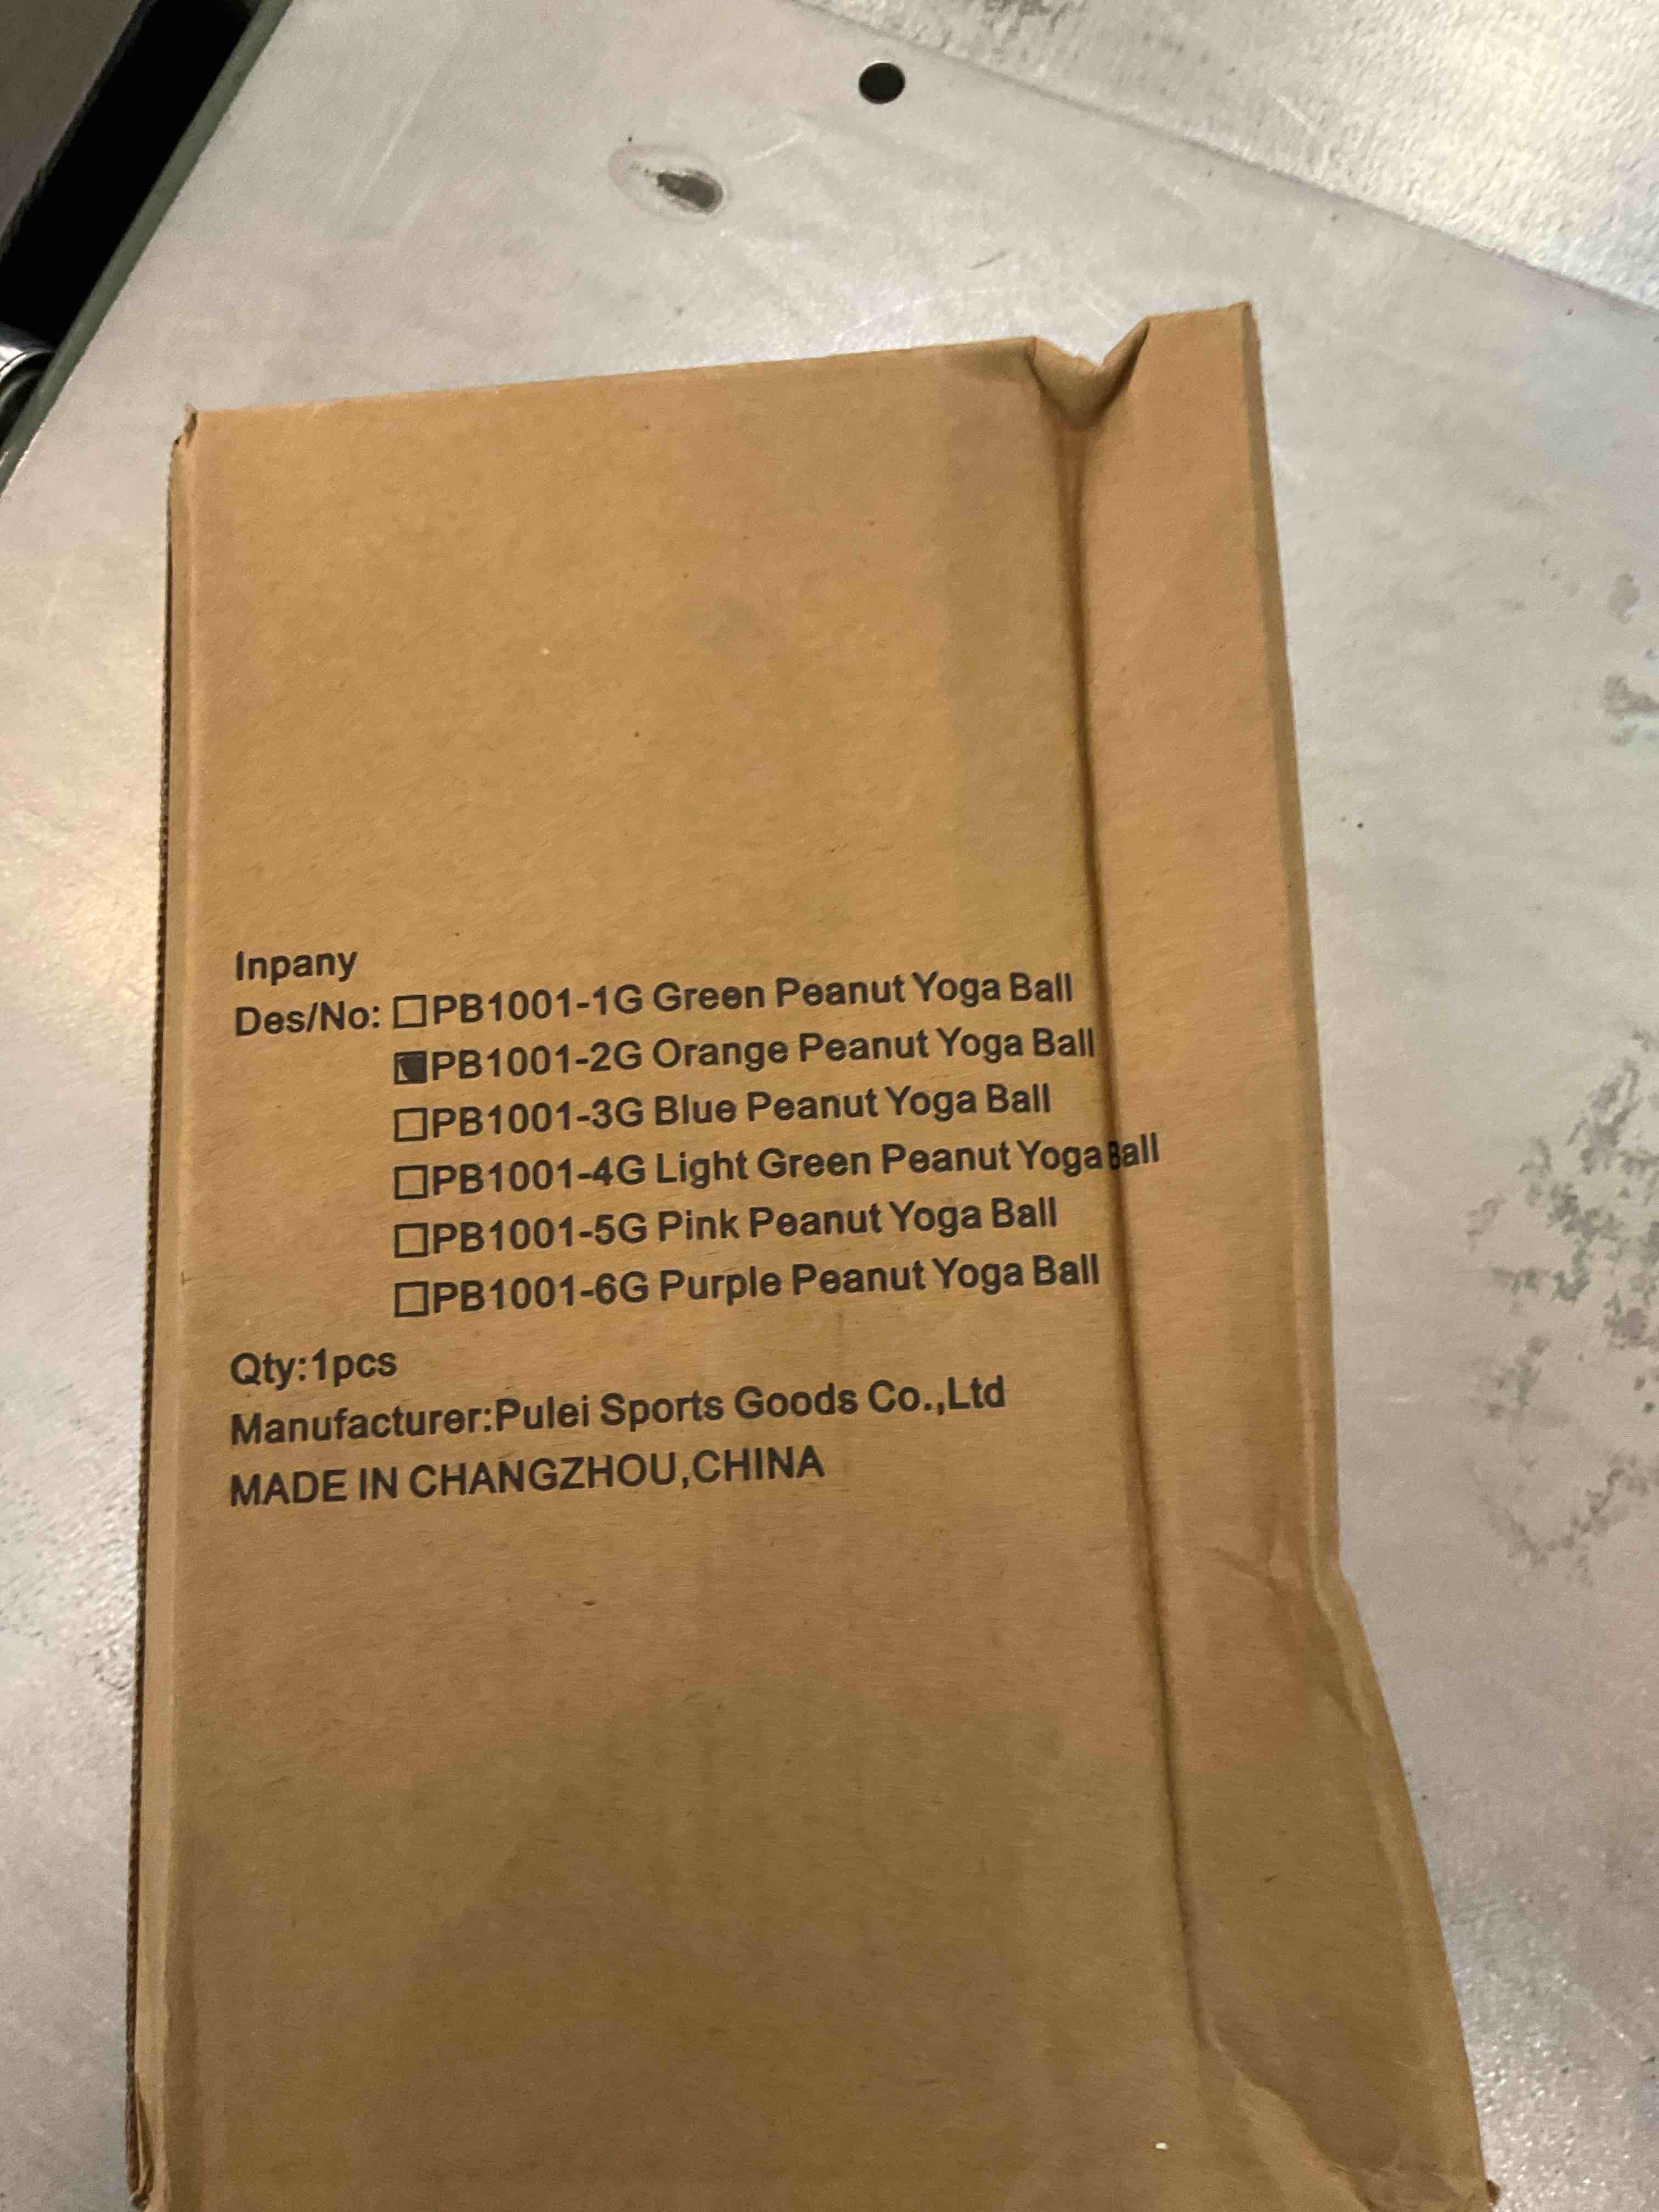 Inpany
Des/No: ☐PB1001-1G Green Peanut Yoga Ball
☑PB1001-2G Orange Peanut Yoga Ball
☐PB1001-3G Blue Peanut Yoga Ball
☐PB1001-4G Light Green Peanut Yoga Ball
☐PB1001-5G Pink Peanut Yoga Ball
☐PB1001-6G Purple Peanut Yoga Ball
Qty:1pcs
Manufacturer:Pulei Sports Goods Co.,Ltd
MADE IN CHANGZHOU,CHINA